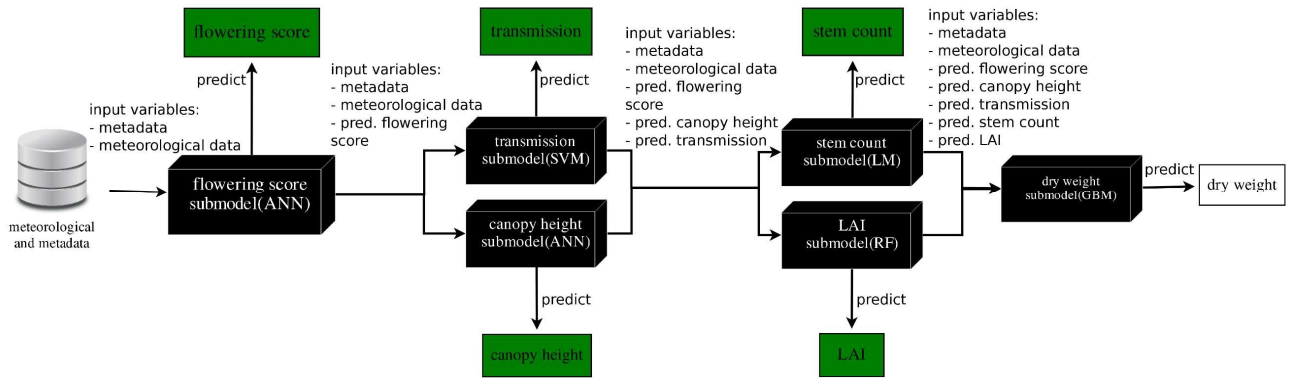 flowering score
predict
input variables:
- metadata
- meteorological data
meteorological
and metadata
flowering score
submodel(ANN)
input variables:
- metadata
- meteorological data
- pred. flowering
score
transmission
predict
transmission
submodel(SVM)
canopy height
submodel(ANN)
predict
canopy height
input variables:
- metadata
- meteorological data
- pred. flowering
score
- pred. canopy height
- pred. transmission
stem count
predict
stem count
submodel(LM)
LAI
submodel(RF)
predict
LAI
input variables:
- metadata
- meteorological data
- pred. flowering score
- pred. canopy height
- pred. transmission
- pred. stem count
- pred. LAI
dry weight
submodel(GBM)
predict
dry weight